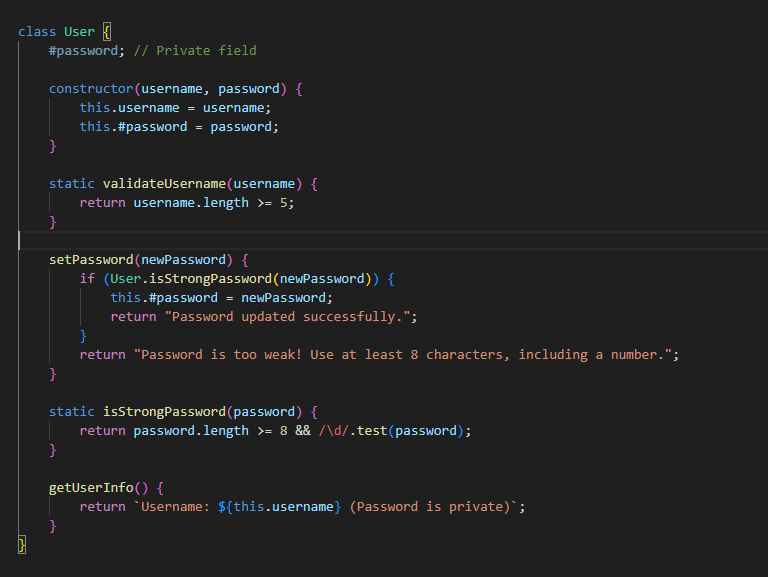 class User {
    #password; // Private field

    constructor(username, password) {
        this.username = username;
        this.#password = password;
    }

    static validateUsername(username) {
        return username.length >= 5;
    }

    setPassword(newPassword) {
        if (User.isStrongPassword(newPassword)) {
            this.#password = newPassword;
            return "Password updated successfully.";
        }
        return "Password is too weak! Use at least 8 characters, including a number.";
    }

    static isStrongPassword(password) {
        return password.length >= 8 && /\d/.test(password);
    }

    getUserInfo() {
        return `Username: ${this.username} (Password is private)`;
    }
}